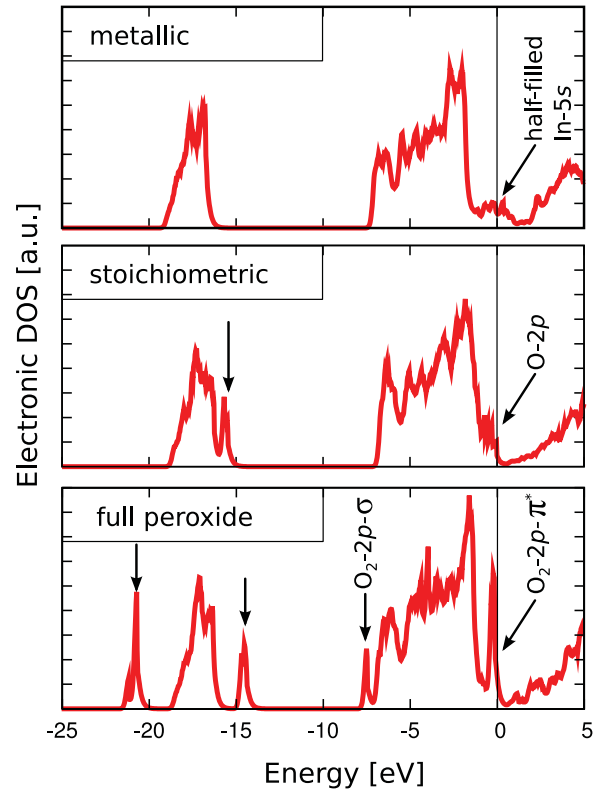 metallic
half-filled
In-5s
stoichiometric
O-2p
full peroxide
O₂-2p-σ
O₂-2p-π*
-25 -20 -15 -10 -5 0 5
Energy [eV]
Electronic DOS [a.u.]